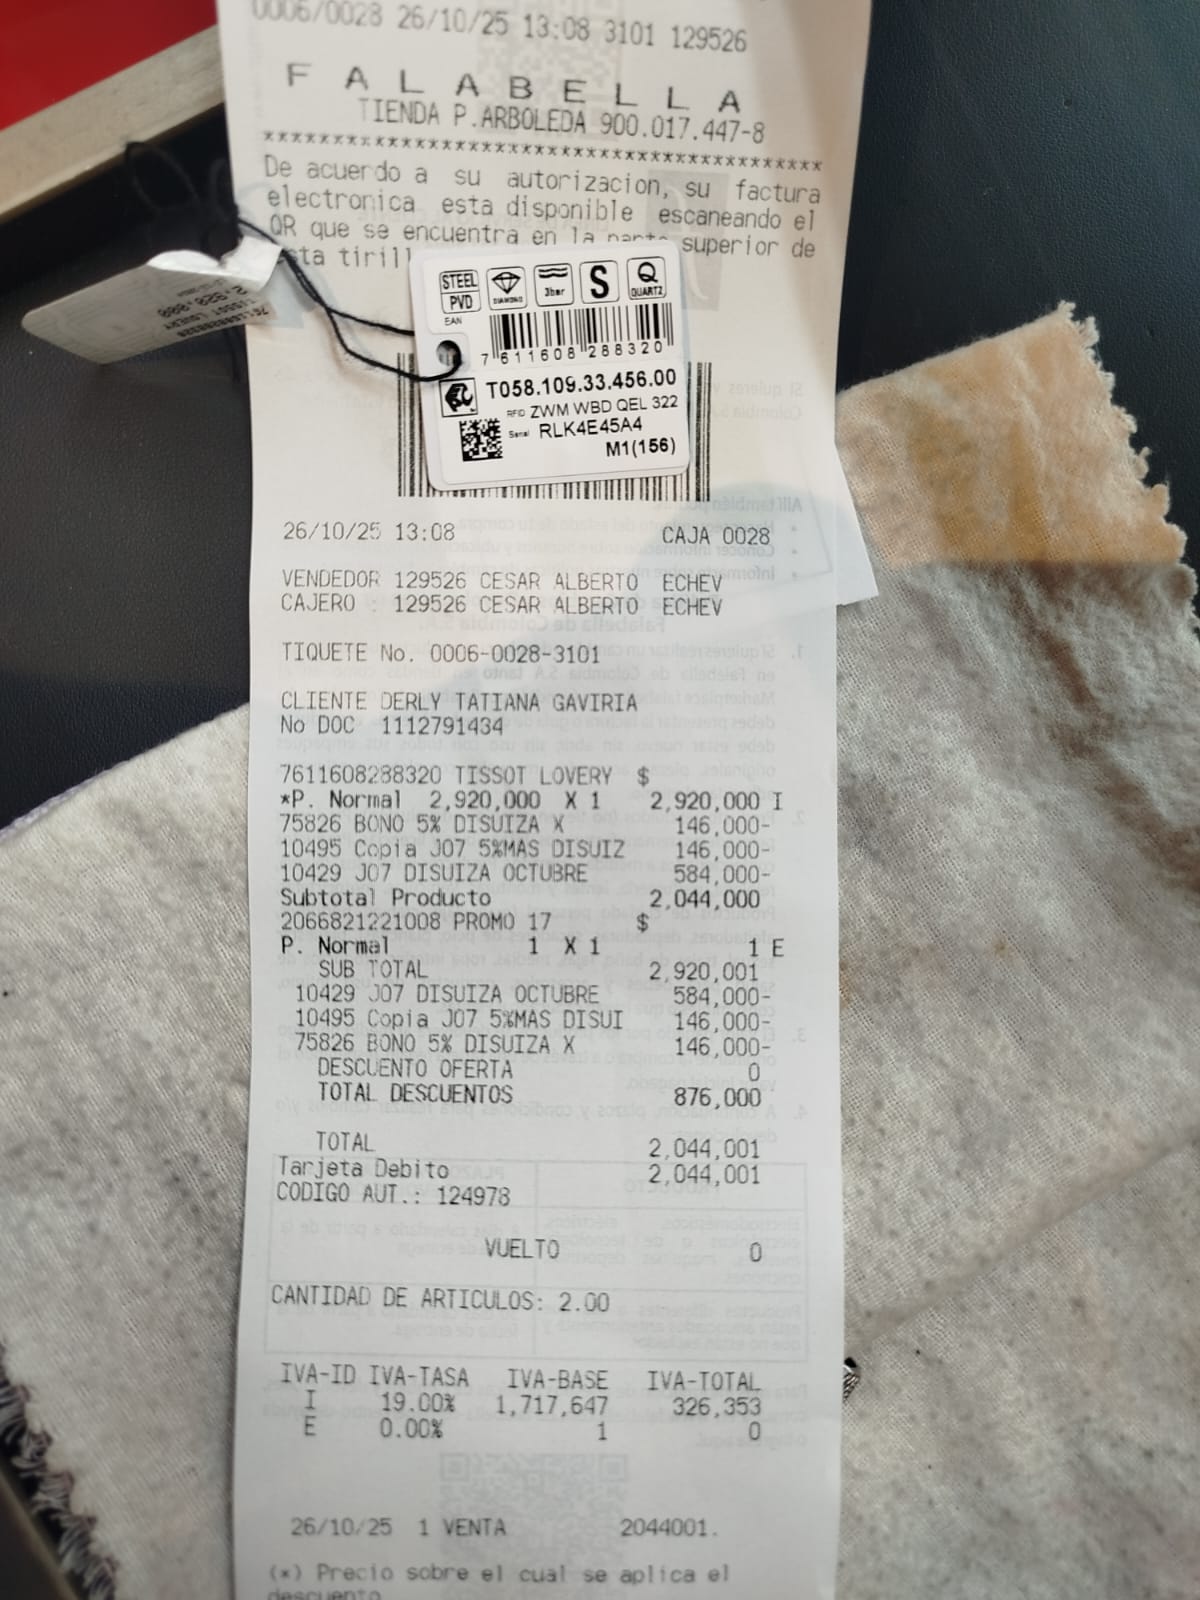 0006/0028 26/10/25 13:08 3101 129526
F A L A B E L L A
TIENDA P.ARBOLEDA 900.017.447-8
****************************************
De acuerdo a su autorizacion, su factura
electronica esta disponible escaneando el
QR que se encuentra en la parte superior de
esta tirill
STEEL
PVD
DIAMOND
3bar
S
Q
QUARTZ
EAN
7 611608 288320
T058.109.33.456.00
RFID ZWM WBD QEL 322
Serial RLK4E45A4
M1(156)
26/10/25 13:08 CAJA 0028
VENDEDOR 129526 CESAR ALBERTO ECHEV
CAJERO : 129526 CESAR ALBERTO ECHEV
TIQUETE No. 0006-0028-3101
CLIENTE DERLY TATIANA GAVIRIA
No DOC 1112791434
7611608288320 TISSOT LOVERY $
*P. Normal 2,920,000 X 1 2,920,000 I
75826 BONO 5% DISUIZA X 146,000-
10495 Copia J07 5%MAS DISUIZ 146,000-
10429 J07 DISUIZA OCTUBRE 584,000-
Subtotal Producto 2,044,000
2066821221008 PROMO 17 $
P. Normal 1 X 1 1 E
SUB TOTAL 2,920,001
10429 J07 DISUIZA OCTUBRE 584,000-
10495 Copia J07 5%MAS DISUI 146,000-
75826 BONO 5% DISUIZA X 146,000-
DESCUENTO OFERTA 0
TOTAL DESCUENTOS 876,000
TOTAL 2,044,001
Tarjeta Debito 2,044,001
CODIGO AUT.: 124978
VUELTO 0
CANTIDAD DE ARTICULOS: 2.00
IVA-ID IVA-TASA IVA-BASE IVA-TOTAL
I 19.00% 1,717,647 326,353
E 0.00% 1 0
26/10/25 1 VENTA 2044001.
(*) Precio sobre el cual se aplica el
descuento